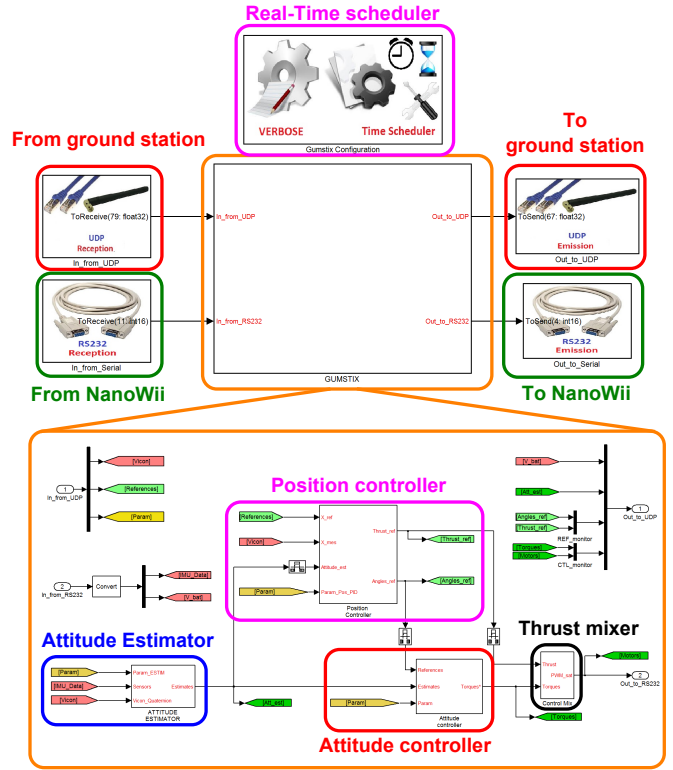 Real-Time scheduler
VERBOSE
Time Scheduler
Gumstix Configuration
From ground station
To
ground station
ToReceive(79: float32)
UDP
Reception
In_from_UDP
In_from_UDP
Out_to_UDP
ToSend(67: float32)
UDP
Emission
Out_to_UDP
ToReceive(11: int16)
RS232
Reception
In_from_Serial
In_from_RS232
Out_to_RS232
ToSend(4: int16)
RS232
Emission
Out_to_Serial
GUMSTIX
From NanoWii
To NanoWii
1
In_from_UDP
[Vicon]
[References]
[Param]
2
In_from_RS232
Convert
[IMU_Data]
[V_bat]
Position controller
[References]
[Vicon]
[Param]
X_ref
X_mes
Attitude_est
Param_Pos_PID
Thrust_ref
Angles_ref
Position
Controller
[Thrust_ref]
[Angles_ref]
[V_bat]
[Att_est]
[Angles_ref]
[Thrust_ref]
REF_monitor
[Torques]
[Motors]
CTL_monitor
1
Out_to_UDP
Attitude Estimator
[Param]
[IMU_Data]
[Vicon]
Param_ESTIM
Sensors
Vicon_Quaternion
Estimates
ATTITUDE
ESTIMATOR
[Att_est]
[Param]
References
Estimates
Param
Torques*
Attitude
controller
Attitude controller
Thrust mixer
Thrust
Torques
PWM_sat
Control Mix
[Motors]
2
Out_to_RS232
[Torques]